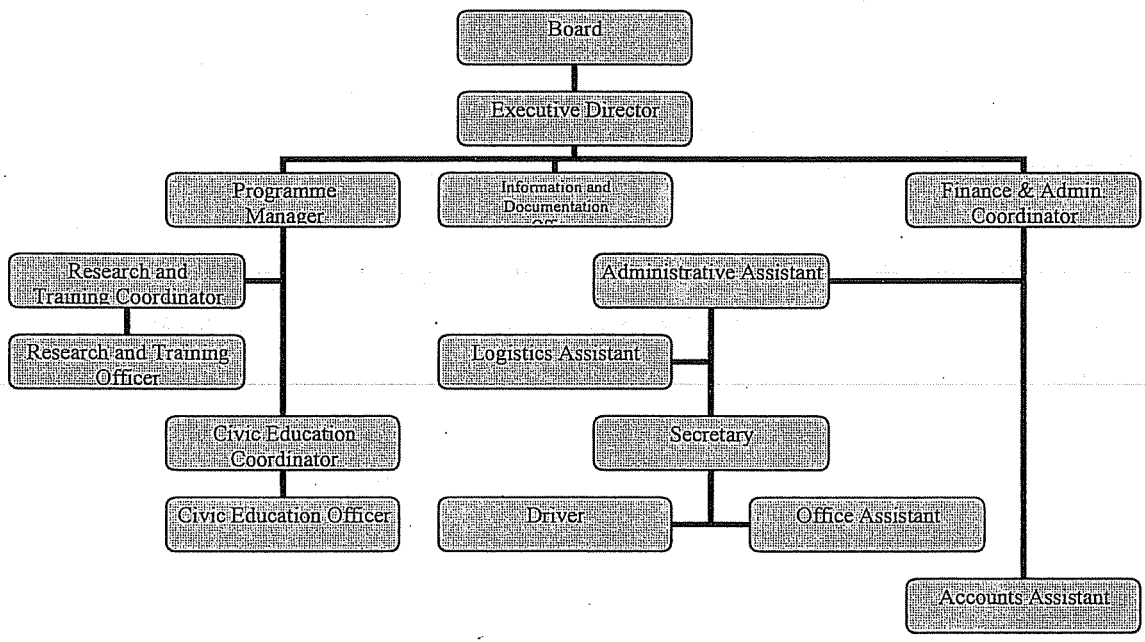 Board
Executive Director
Programme
Manager
Information and
Documentation
Finance & Admin.
Coordinator
Research and
Training Coordinator
Administrative Assistant
Research and Training
Officer
Logistics Assistant
Civic Education
Coordinator
Secretary
Civic Education Officer
Driver
Office Assistant
Accounts Assistant